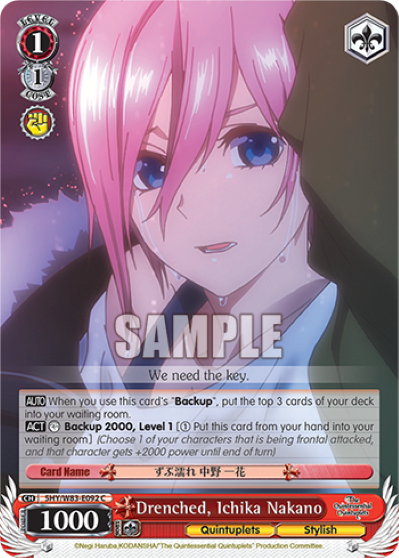 LEVEL
1
1
COST
SAMPLE
We need the key.
AUTO When you use this card's "Backup", put the top 3 cards of your deck
into your waiting room.
ACT Backup 2000, Level 1 [① Put this card from your hand into your
waiting room] (Choose 1 of your characters that is being frontal attacked,
and that character gets +2000 power until end of turn)
Card Name ずぶ濡れ 中野 一花
CH 5HY/W83-E092 C
Drenched, Ichika Nakano
The Quintessential Quintuplets
1000
Quintuplets
Stylish
©Negi Haruba,KODANSHA/"The Quintessential Quintuplets" Production Committee.